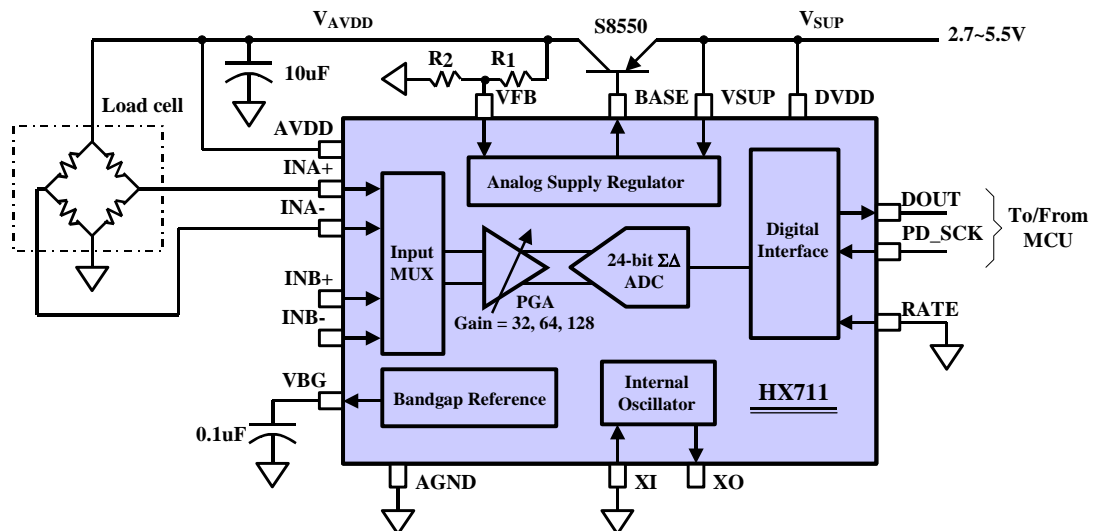 V_AVDD
S8550
V_SUP
2.7~5.5V
10uF
R2
R1
VFB
BASE
VSUP
DVDD
Load cell
AVDD
INA+
INA-
INB+
INB-
VBG
0.1uF
Analog Supply Regulator
Input
MUX
PGA
Gain = 32, 64, 128
24-bit ΣΔ
ADC
Digital
Interface
DOUT
PD_SCK
To/From
MCU
RATE
Bandgap Reference
Internal
Oscillator
HX711
AGND
XI
XO